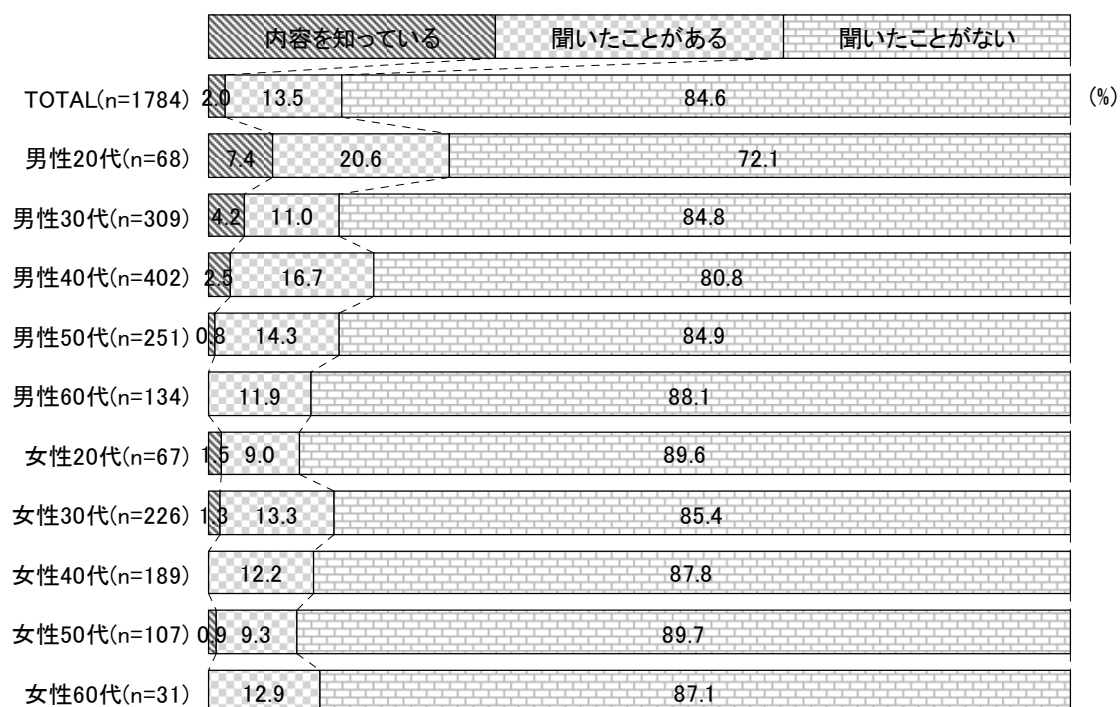 内容を知っている 聞いたことがある 聞いたことがない
TOTAL(n=1784) 2.0 13.5 84.6 (%)
男性20代(n=68) 7.4 20.6 72.1
男性30代(n=309) 4.2 11.0 84.8
男性40代(n=402) 2.5 16.7 80.8
男性50代(n=251) 0.8 14.3 84.9
男性60代(n=134) 11.9 88.1
女性20代(n=67) 1.5 9.0 89.6
女性30代(n=226) 1.3 13.3 85.4
女性40代(n=189) 12.2 87.8
女性50代(n=107) 0.9 9.3 89.7
女性60代(n=31) 12.9 87.1